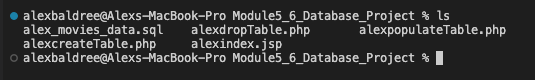 alexbaldree@Alexs-MacBook-Pro Module5_6_Database_Project % ls
alex_movies_data.sql alexdropTable.php alexpopulateTable.php
alexcreateTable.php alexindex.jsp
alexbaldree@Alexs-MacBook-Pro Module5_6_Database_Project %